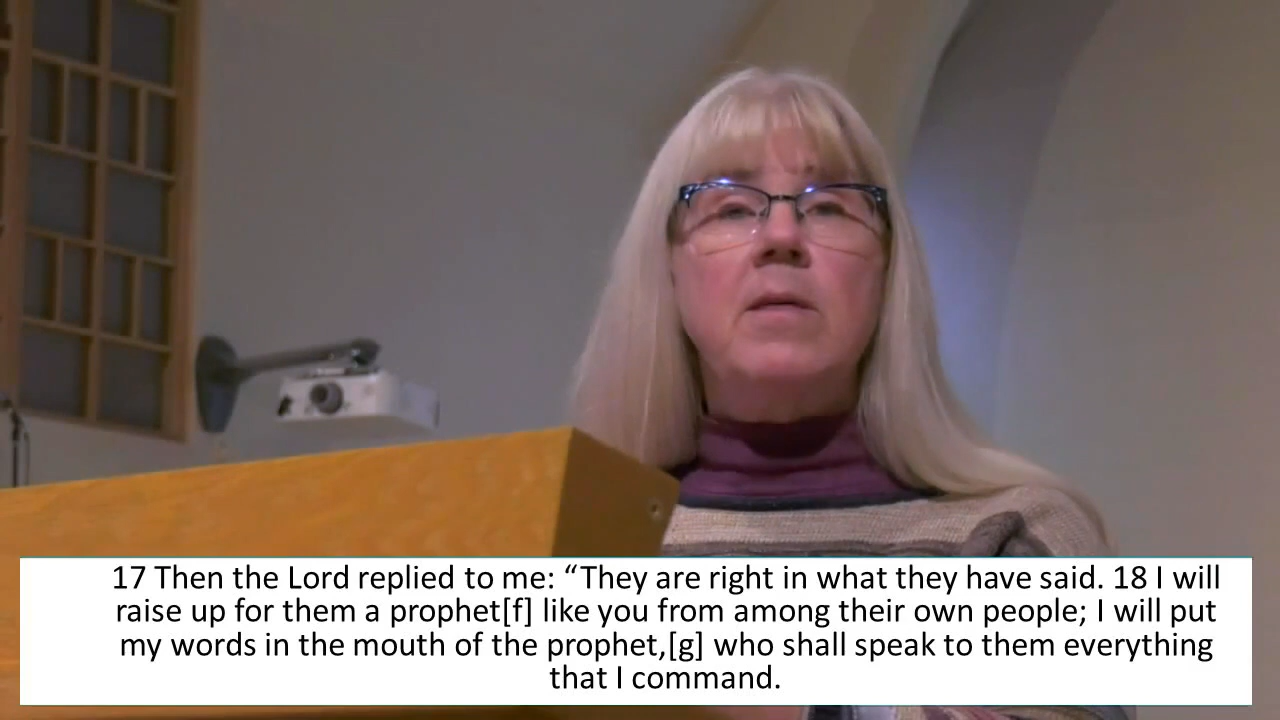 17 Then the Lord replied to me: “They are right in what they have said. 18 I will
raise up for them a prophet[f] like you from among their own people; I will put
my words in the mouth of the prophet,[g] who shall speak to them everything
that I command.